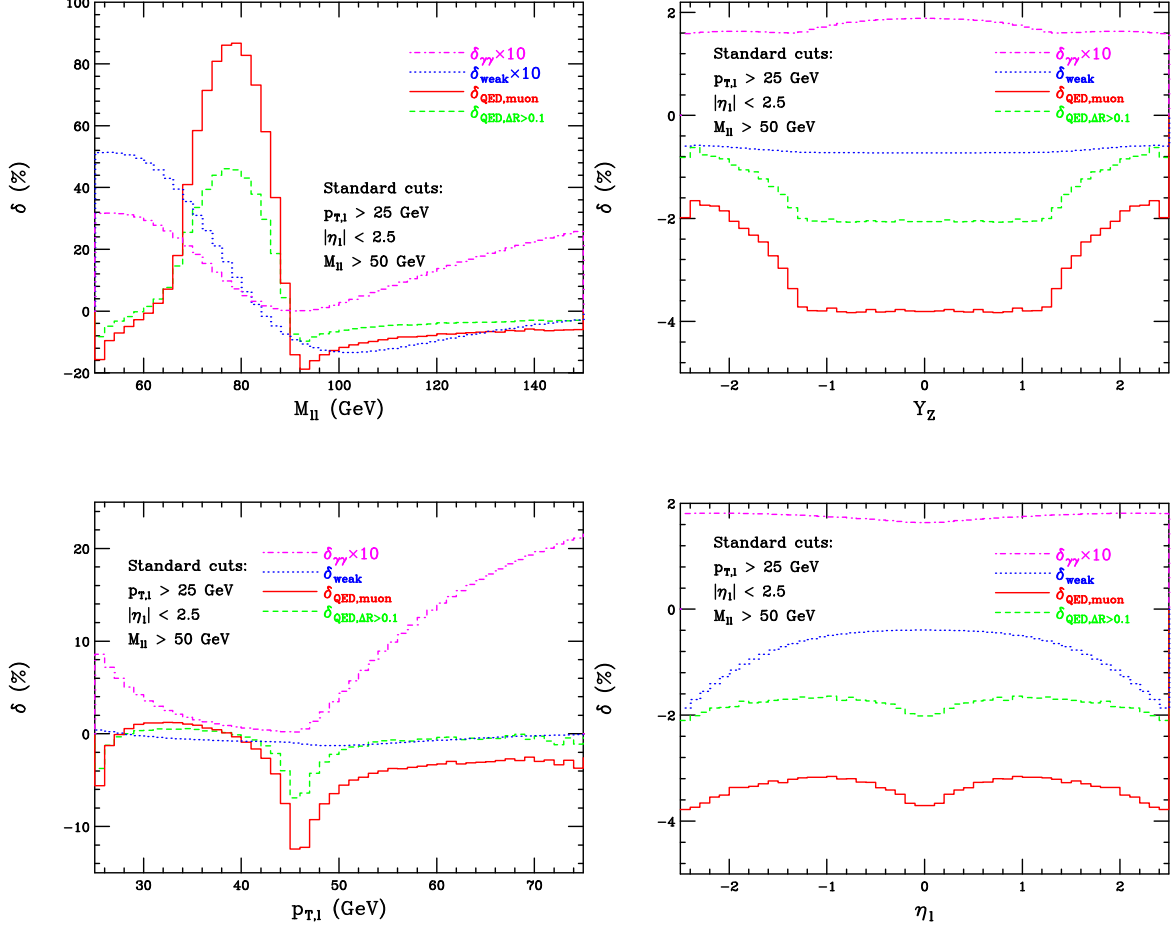 100
80
60
40
20
0
−20
δ (%)
δγγ×10
δweak×10
δQED,muon
δQED,ΔR>0.1
Standard cuts:
pT,l > 25 GeV
|ηl| < 2.5
Mll > 50 GeV
60 80 100 120 140
Mll (GeV)
2
0
−2
−4
δ (%)
Standard cuts:
pT,l > 25 GeV
|ηl| < 2.5
Mll > 50 GeV
δγγ×10
δweak
δQED,muon
δQED,ΔR>0.1
−2 −1 0 1 2
YZ
20
10
0
−10
δ (%)
Standard cuts:
pT,l > 25 GeV
|ηl| < 2.5
Mll > 50 GeV
δγγ×10
δweak
δQED,muon
δQED,ΔR>0.1
30 40 50 60 70
pT,l (GeV)
2
0
−2
−4
δ (%)
Standard cuts:
pT,l > 25 GeV
|ηl| < 2.5
Mll > 50 GeV
δγγ×10
δweak
δQED,muon
δQED,ΔR>0.1
−2 −1 0 1 2
ηl